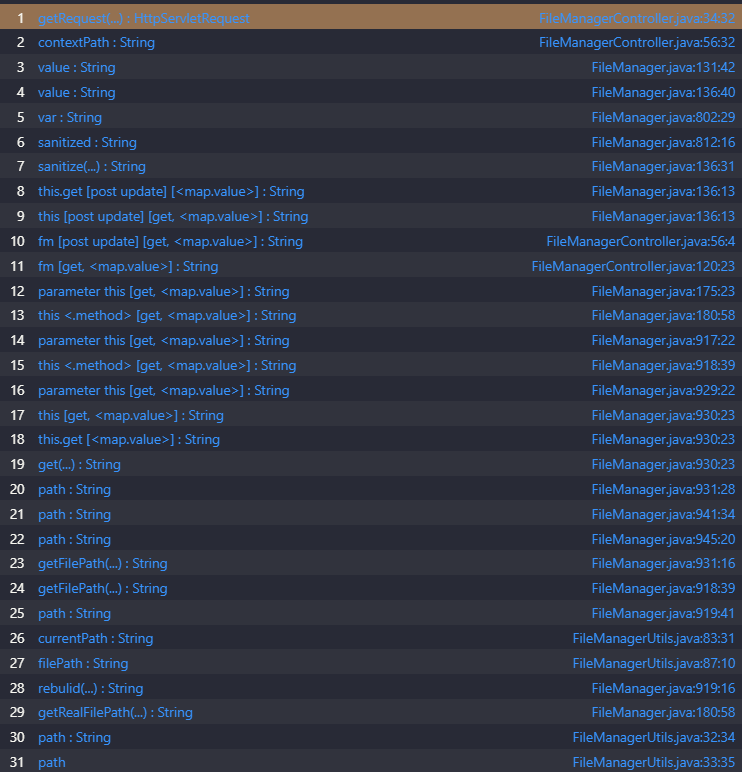 1 getRequest(...) : HttpServletRequest FileManagerController.java:34:32
2 contextPath : String FileManagerController.java:56:32
3 value : String FileManager.java:131:42
4 value : String FileManager.java:136:40
5 var : String FileManager.java:802:29
6 sanitized : String FileManager.java:812:16
7 sanitize(...) : String FileManager.java:136:31
8 this.get [post update] [<map.value>] : String FileManager.java:136:13
9 this [post update] [get, <map.value>] : String FileManager.java:136:13
10 fm [post update] [get, <map.value>] : String FileManagerController.java:56:4
11 fm [get, <map.value>] : String FileManagerController.java:120:23
12 parameter this [get, <map.value>] : String FileManager.java:175:23
13 this <.method> [get, <map.value>] : String FileManager.java:180:58
14 parameter this [get, <map.value>] : String FileManager.java:917:22
15 this <.method> [get, <map.value>] : String FileManager.java:918:39
16 parameter this [get, <map.value>] : String FileManager.java:929:22
17 this [get, <map.value>] : String FileManager.java:930:23
18 this.get [<map.value>] : String FileManager.java:930:23
19 get(...) : String FileManager.java:930:23
20 path : String FileManager.java:931:28
21 path : String FileManager.java:941:34
22 path : String FileManager.java:945:20
23 getFilePath(...) : String FileManager.java:931:16
24 getFilePath(...) : String FileManager.java:918:39
25 path : String FileManager.java:919:41
26 currentPath : String FileManagerUtils.java:83:31
27 filePath : String FileManagerUtils.java:87:10
28 rebulid(...) : String FileManager.java:919:16
29 getRealFilePath(...) : String FileManager.java:180:58
30 path : String FileManagerUtils.java:32:34
31 path FileManagerUtils.java:33:35